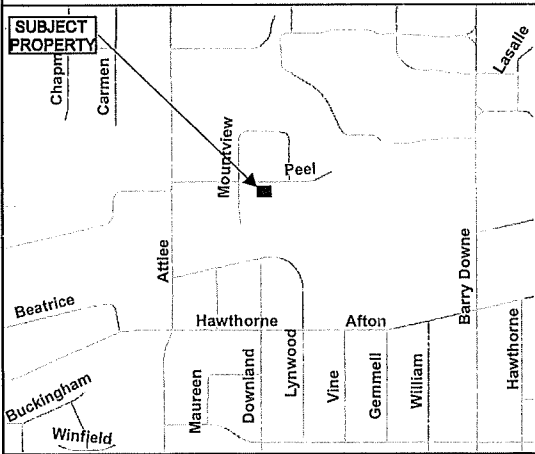 SUBJECT
PROPERTY
Chapm
Carmen
Lasalle
Mountview
Peel
Attlee
Barry Downe
Beatrice
Hawthorne
Afton
Buckingham
Winfield
Maureen
Downland
Lynwood
Vine
Gemmell
William
Hawthorne